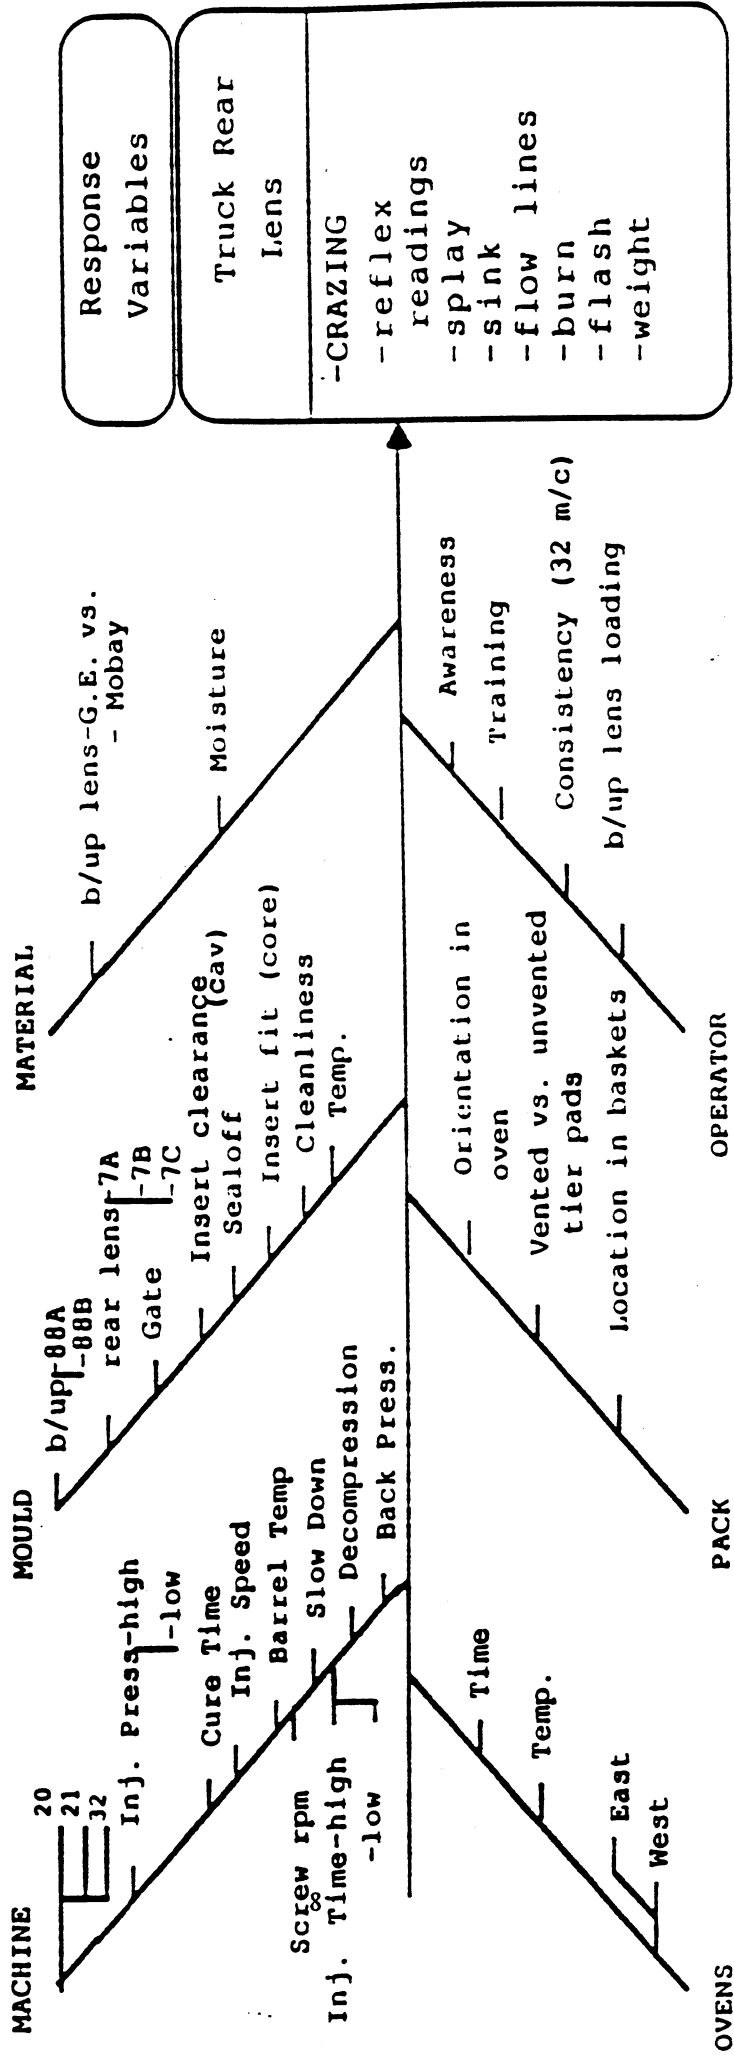 MACHINE
20
21
32
Inj. Press-high
-low
Cure Time
Inj. Speed
Barrel Temp
Slow Down
Decompression
Back Press.
Screw rpm
Inj. Time-high
-low
MOULD
b/up-88A
-88B
rear lens-7A
-7B
-7C
Gate
Insert clearance
(cav)
Sealoff
Insert fit (core)
Cleanliness
Temp.
MATERIAL
b/up lens-G.E. vs.
- Mobay
Moisture
OVENS
Time
Temp.
East
West
PACK
Orientation in
oven
Vented vs. unvented
tier pads
Location in baskets
OPERATOR
Awareness
Training
Consistency (32 m/c)
b/up lens loading
Response
Variables
Truck Rear
Lens
-CRAZING
-reflex
readings
-splay
-sink
-flow lines
-burn
-flash
-weight